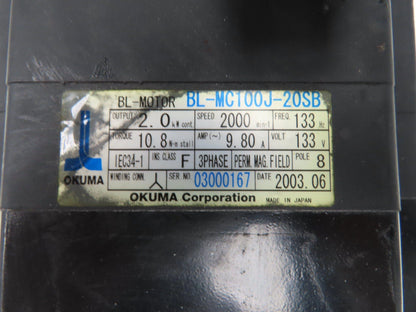 BL-MOTOR BL-MC100J-20SB
OUTPUT 2.0 kW cont. SPEED 2000 min-1 FREQ. 133 Hz
TORQUE 10.8 N-m stall AMP(~) 9.80 A VOLT 133 V
IEC34-1 INS.CLASS F 3PHASE PERM.MAG.FIELD POLE 8
WINDING CONN. SER.NO. 03000167 DATE 2003.06
OKUMA
OKUMA Corporation MADE IN JAPAN